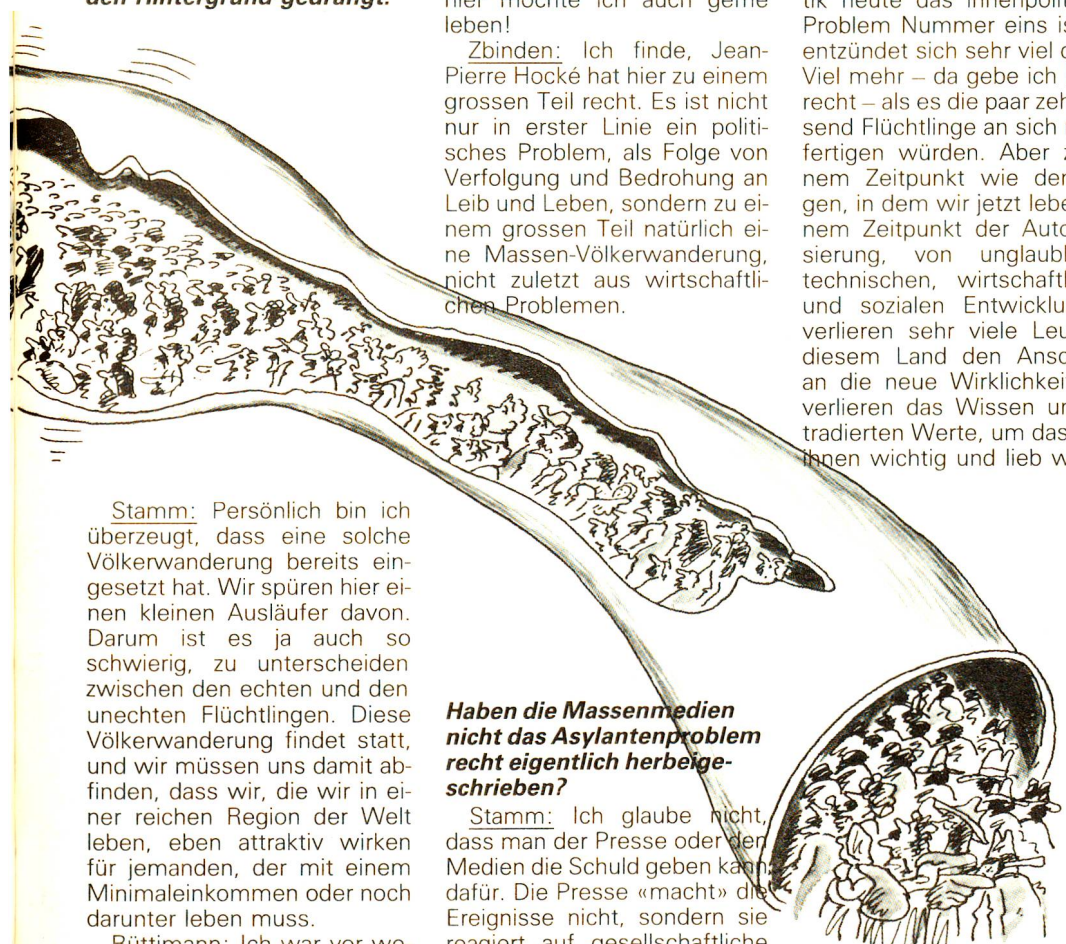 den Hintergrund gedrängt.
Stamm: Persönlich bin ich
überzeugt, dass eine solche
Völkerwanderung bereits ein-
gesetzt hat. Wir spüren hier ei-
nen kleinen Ausläufer davon.
Darum ist es ja auch so
schwierig, zu unterscheiden
zwischen den echten und den
unechten Flüchtlingen. Diese
Völkerwanderung findet statt,
und wir müssen uns damit ab-
finden, dass wir, die wir in ei-
ner reichen Region der Welt
leben, eben attraktiv wirken
für jemanden, der mit einem
Minimaleinkommen oder noch
darunter leben muss.
Büttimann: Ich war vor we-
hier möchte ich auch gerne
leben!
Zbinden: Ich finde, Jean-
Pierre Hocké hat hier zu einem
grossen Teil recht. Es ist nicht
nur in erster Linie ein politi-
sches Problem, als Folge von
Verfolgung und Bedrohung an
Leib und Leben, sondern zu ei-
nem grossen Teil natürlich ei-
ne Massen-Völkerwanderung,
nicht zuletzt aus wirtschaftli-
chen Problemen.
Haben die Massenmedien
nicht das Asylantenproblem
recht eigentlich herbeige-
schrieben?
Stamm: Ich glaube nicht,
dass man der Presse oder den
Medien die Schuld geben kann
dafür. Die Presse «macht» die
Ereignisse nicht, sondern sie
reagiert auf gesellschaftliche
tik heute das innenpolit
Problem Nummer eins is
entzündet sich sehr viel d
Viel mehr – da gebe ich
recht – als es die paar zeh
send Flüchtlinge an sich
fertigen würden. Aber z
nem Zeitpunkt wie der
gen, in dem wir jetzt lebe
nem Zeitpunkt der Auto
sierung, von unglaubl
technischen, wirtschaftl
und sozialen Entwicklu
verlieren sehr viele Leu
diesem Land den Ansc
an die neue Wirklichkei
verlieren das Wissen u
tradierten Werte, um das
ihnen wichtig und lieb w